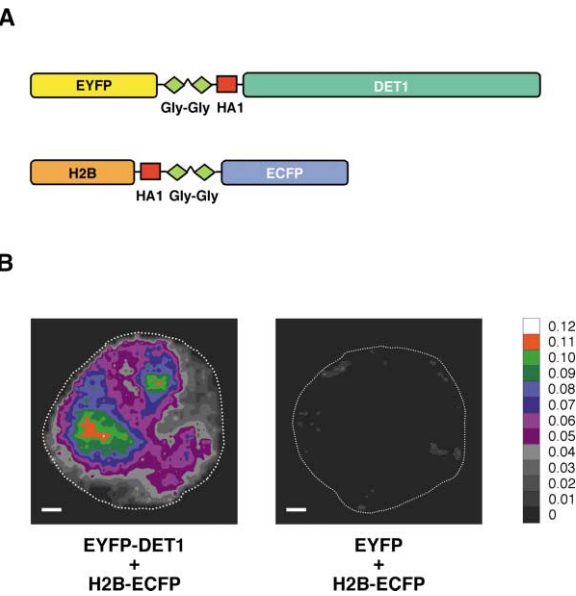 A
EYFP
DET1
Gly-Gly HA1
H2B
ECFP
HA1 Gly-Gly
B
0.12
0.11
0.10
0.09
0.08
0.07
0.06
0.05
0.04
0.03
0.02
0.01
0
EYFP-DET1
+
H2B-ECFP
EYFP
+
H2B-ECFP